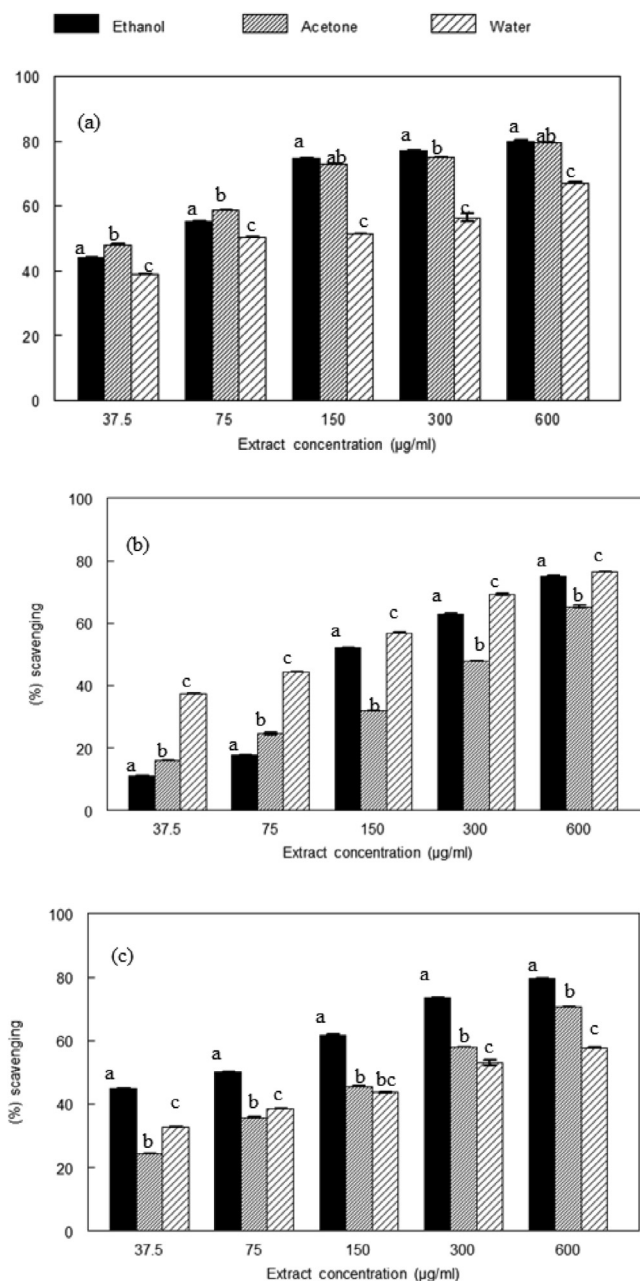 Ethanol Acetone Water
100
(a)
a ab a b a ab
80
a b c
60
a b c c c
40
20
0
37.5 75 150 300 600
Extract concentration (µg/ml)
100
(b)
a c
80
a c b
a c
60
b
c
40
c b
a b
20
a b
0
(%) scavenging
37.5 75 150 300 600
Extract concentration (µg/ml)
100
(c)
a
80
a b
a
60
a a b c c
b bc
40
c b c
b
20
0
(%) scavenging
37.5 75 150 300 600
Extract concentration (µg/ml)